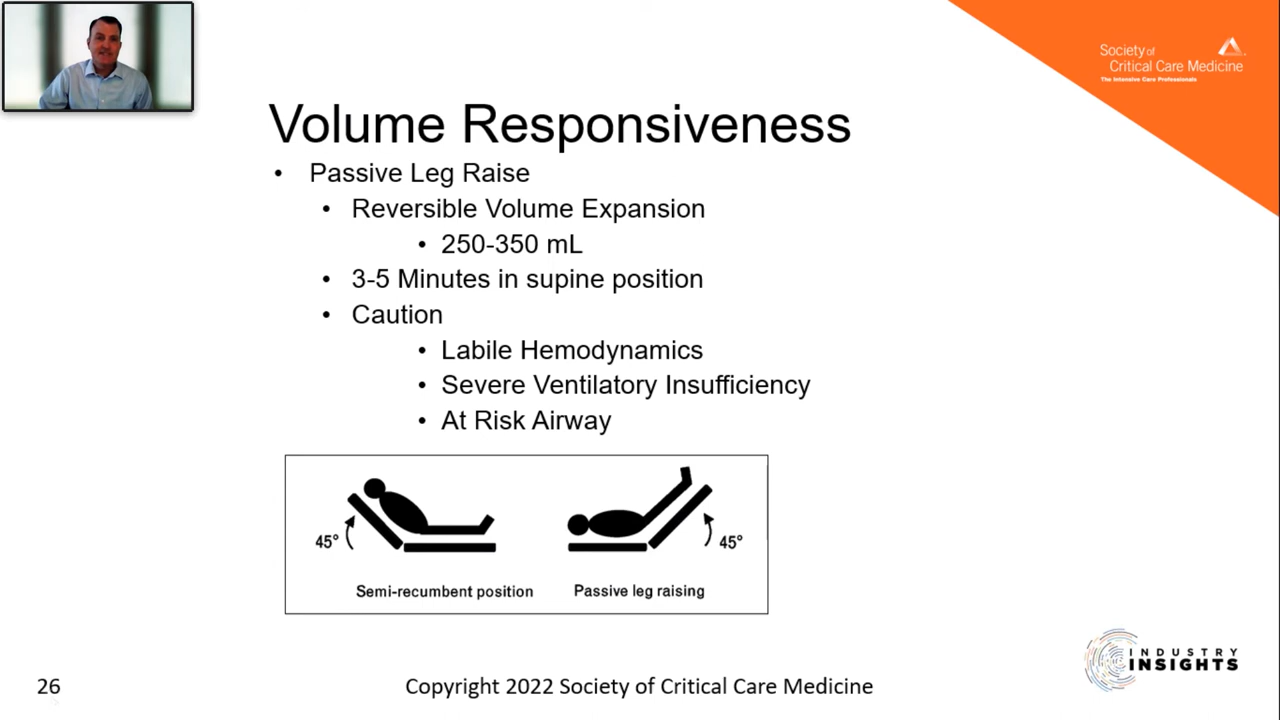 Society of
Critical Care Medicine
The Intensive Care Professionals
Volume Responsiveness
• Passive Leg Raise
• Reversible Volume Expansion
• 250-350 mL
• 3-5 Minutes in supine position
• Caution
• Labile Hemodynamics
• Severe Ventilatory Insufficiency
• At Risk Airway
45°
45°
Semi-recumbent position
Passive leg raising
INDUSTRY
INSIGHTS
26
Copyright 2022 Society of Critical Care Medicine